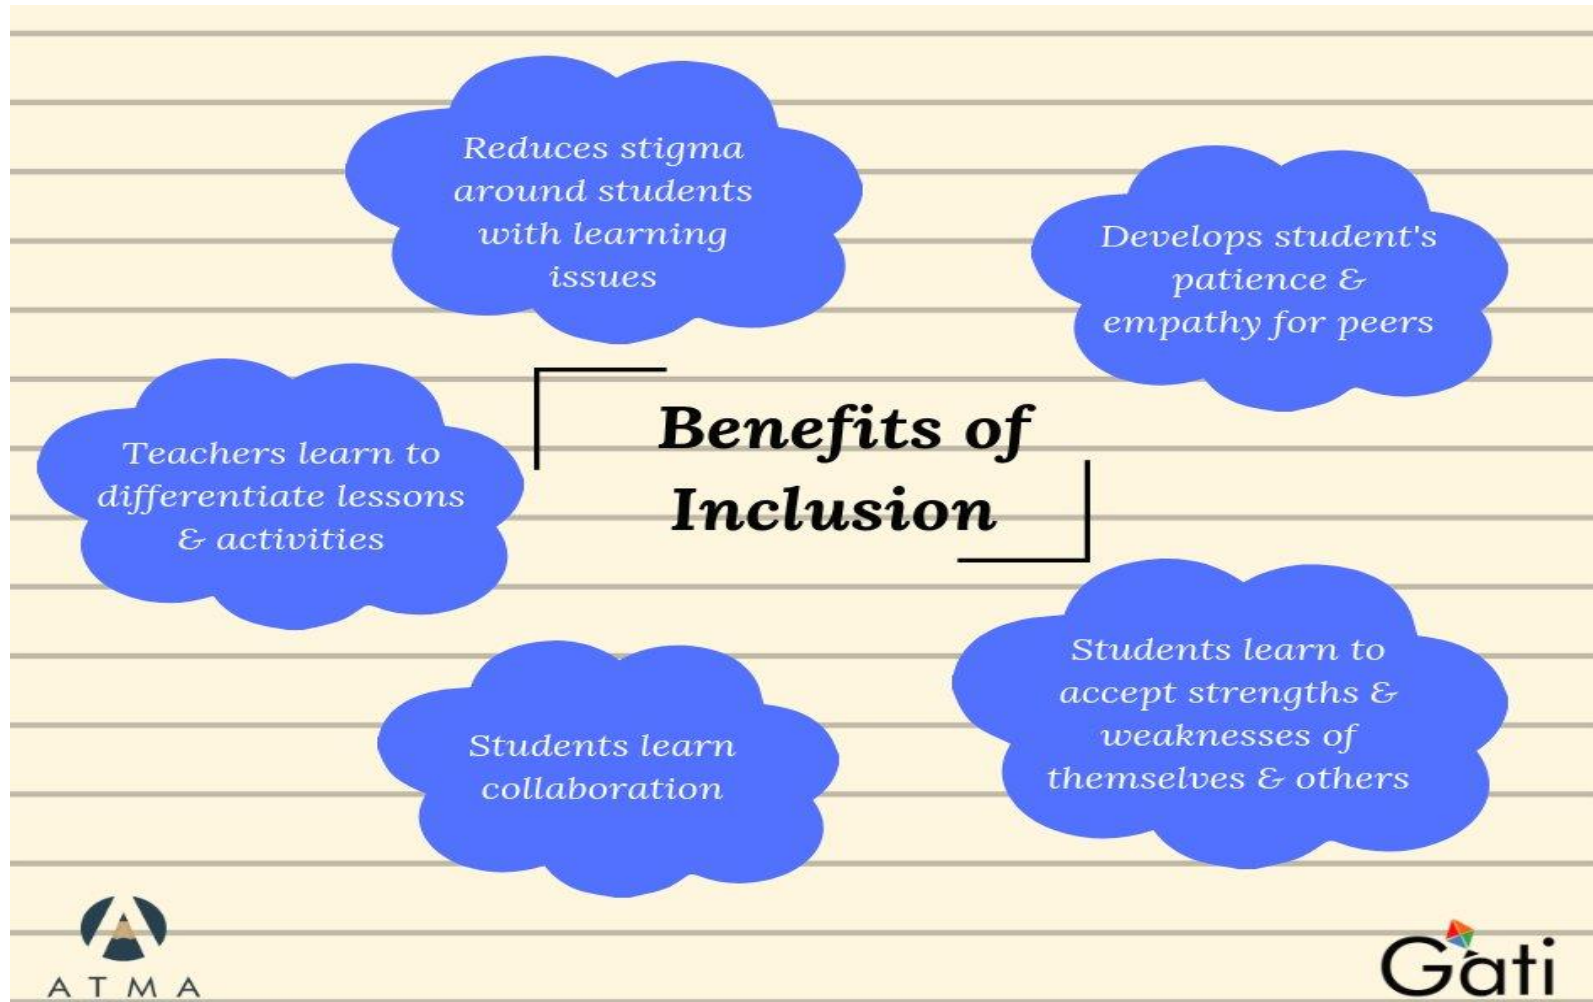 Reduces stigma
around students
with learning
issues
Develops student's
patience &
empathy for peers
Teachers learn to
differentiate lessons
& activities
Benefits of
Inclusion
Students learn
collaboration
Students learn to
accept strengths &
weaknesses of
themselves & others
ATMA
Gati